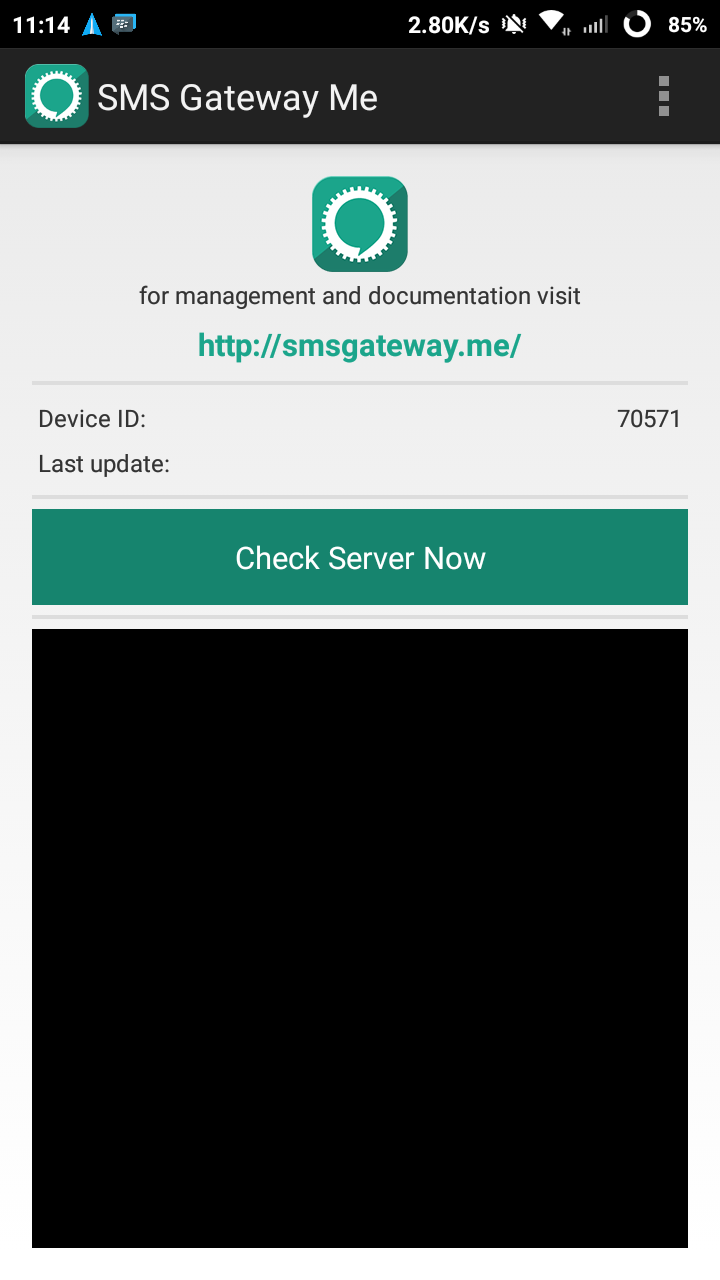 11:14 2.80K/s 85%
SMS Gateway Me
for management and documentation visit
http://smsgateway.me/
Device ID: 70571
Last update:
Check Server Now